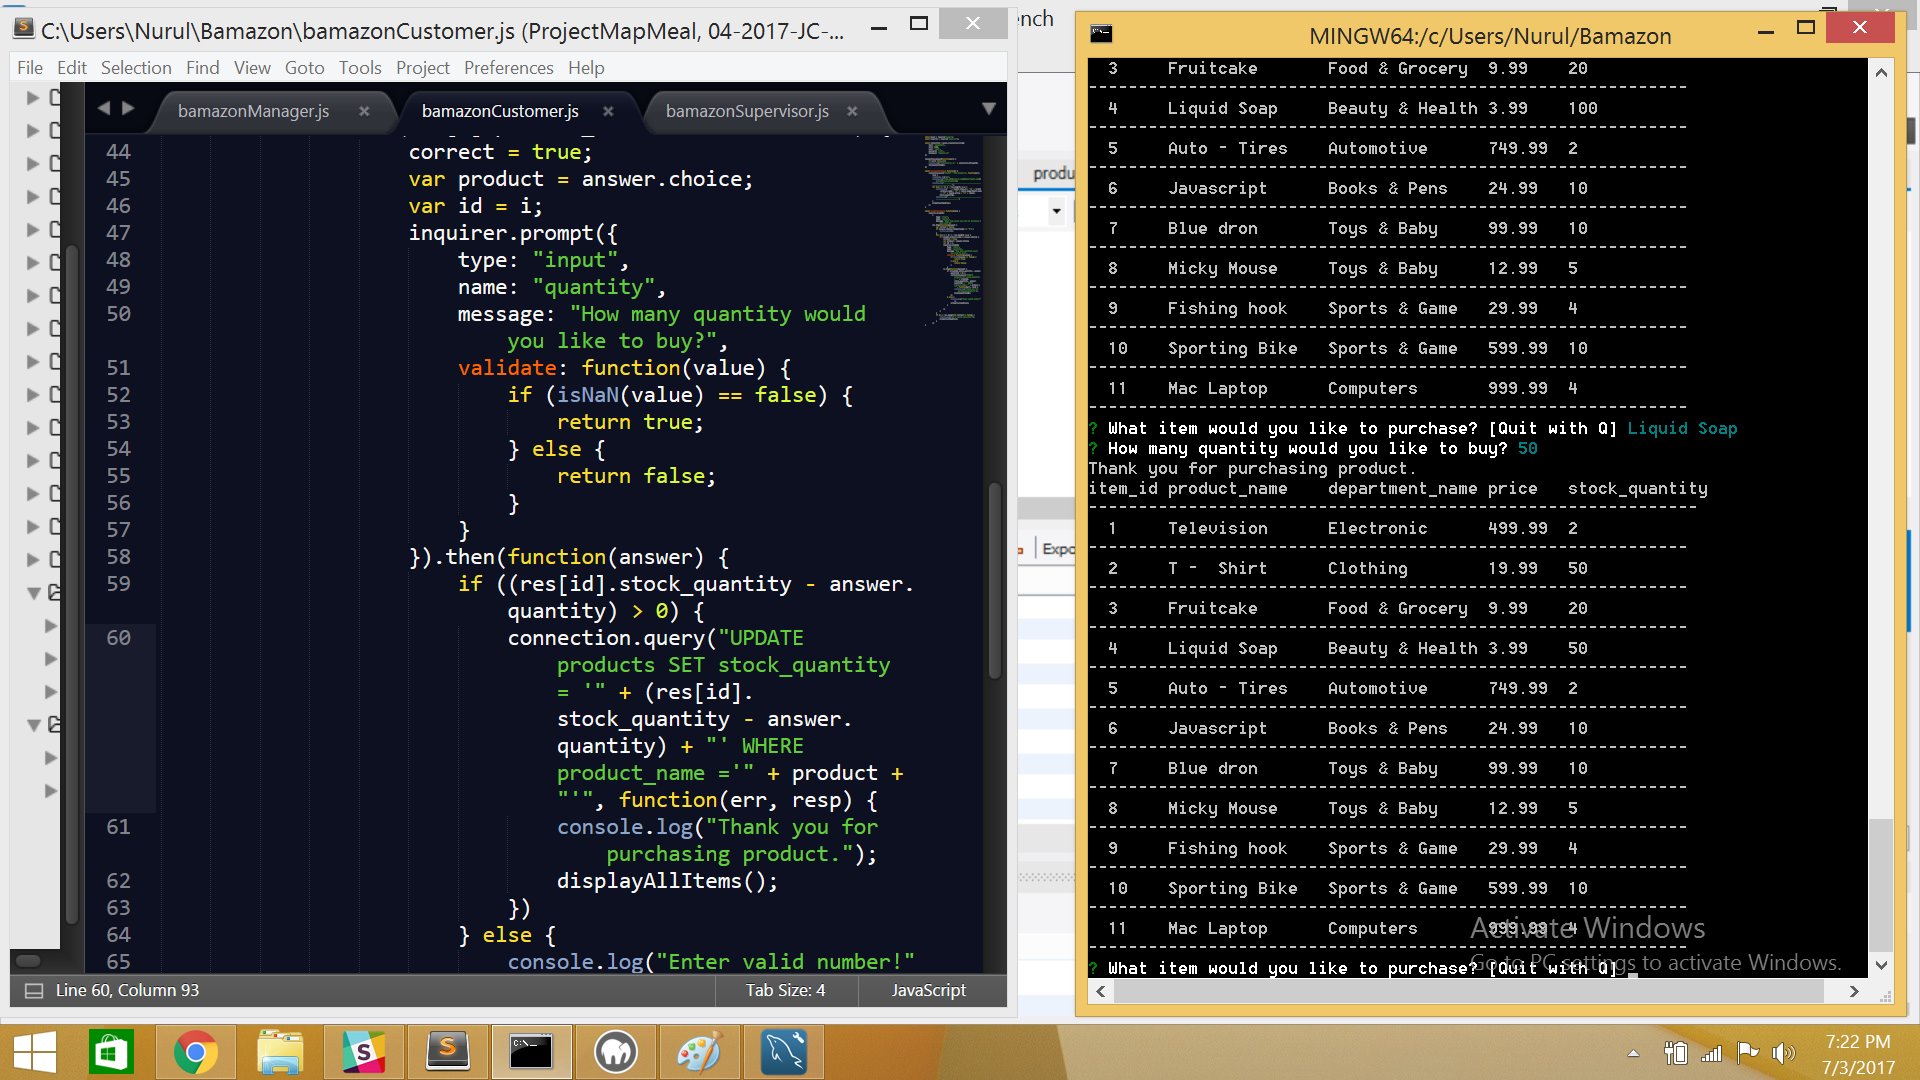 C:\Users\Nurul\Bamazon\bamazonCustomer.js (ProjectMapMeal, 04-2017-JC-...
File Edit Selection Find View Goto Tools Project Preferences Help
bamazonManager.js bamazonCustomer.js bamazonSupervisor.js
44 correct = true;
45 var product = answer.choice;
46 var id = i;
47 inquirer.prompt({
48 type: "input",
49 name: "quantity",
50 message: "How many quantity would
you like to buy?",
51 validate: function(value) {
52 if (isNaN(value) == false) {
53 return true;
54 } else {
55 return false;
56 }
57 }
58 }).then(function(answer) {
59 if ((res[id].stock_quantity - answer.
quantity) > 0) {
60 connection.query("UPDATE
products SET stock_quantity
= '" + (res[id].
stock_quantity - answer.
quantity) + "' WHERE
product_name ='" + product +
"'", function(err, resp) {
61 console.log("Thank you for
purchasing product.");
62 displayAllItems();
63 })
64 } else {
65 console.log("Enter valid number!"
Line 60, Column 93 Tab Size: 4 JavaScript
ench
produ
Expo
MINGW64:/c/Users/Nurul/Bamazon
3 Fruitcake Food & Grocery 9.99 20
------------------------------------------------------------
4 Liquid Soap Beauty & Health 3.99 100
------------------------------------------------------------
5 Auto - Tires Automotive 749.99 2
------------------------------------------------------------
6 Javascript Books & Pens 24.99 10
------------------------------------------------------------
7 Blue dron Toys & Baby 99.99 10
------------------------------------------------------------
8 Micky Mouse Toys & Baby 12.99 5
------------------------------------------------------------
9 Fishing hook Sports & Game 29.99 4
------------------------------------------------------------
10 Sporting Bike Sports & Game 599.99 10
------------------------------------------------------------
11 Mac Laptop Computers 999.99 4
------------------------------------------------------------
? What item would you like to purchase? [Quit with Q] Liquid Soap
? How many quantity would you like to buy? 50
Thank you for purchasing product.
item_id product_name department_name price stock_quantity
-------------------------------------------------------------
1 Television Electronic 499.99 2
------------------------------------------------------------
2 T - Shirt Clothing 19.99 50
------------------------------------------------------------
3 Fruitcake Food & Grocery 9.99 20
------------------------------------------------------------
4 Liquid Soap Beauty & Health 3.99 50
------------------------------------------------------------
5 Auto - Tires Automotive 749.99 2
------------------------------------------------------------
6 Javascript Books & Pens 24.99 10
------------------------------------------------------------
7 Blue dron Toys & Baby 99.99 10
------------------------------------------------------------
8 Micky Mouse Toys & Baby 12.99 5
------------------------------------------------------------
9 Fishing hook Sports & Game 29.99 4
------------------------------------------------------------
10 Sporting Bike Sports & Game 599.99 10
------------------------------------------------------------
11 Mac Laptop Computers 999.99 4
------------------------------------------------------------
? What item would you like to purchase? [Quit with Q]
Activate Windows
Go to PC settings to activate Windows.
7:22 PM
7/3/2017